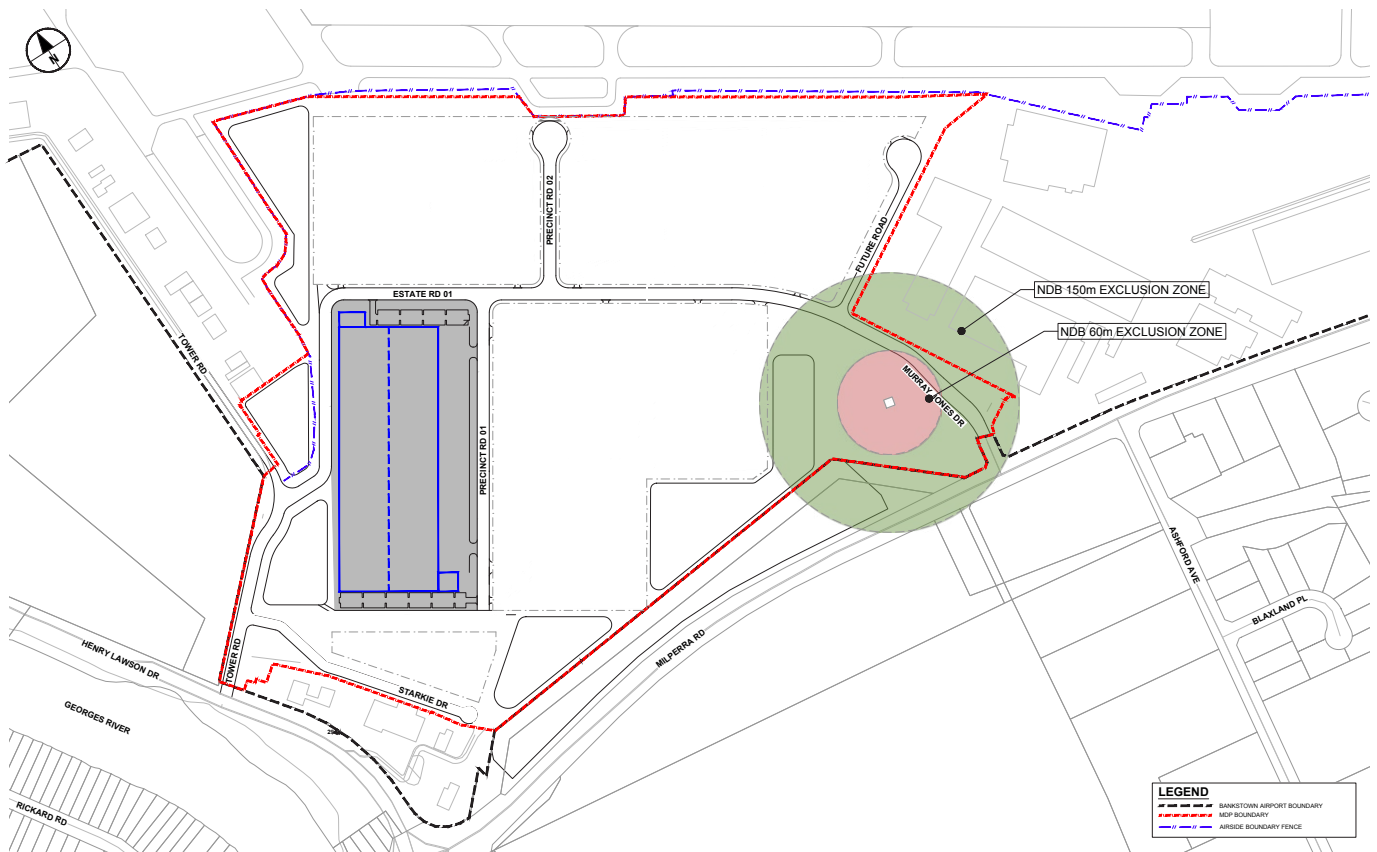 N
PRECINCT RD 02
FUTURE ROAD
NDB 150m EXCLUSION ZONE
ESTATE RD 01
NDB 60m EXCLUSION ZONE
TOWER RD
MURRAY JONES DR
PRECINCT RD 01
ASHFORD AVE
BLAXLAND PL
MILPERRA RD
HENRY LAWSON DR
TOWER RD
STARKIE DR
GEORGES RIVER
RICKARD RD
LEGEND
BANKSTOWN AIRPORT BOUNDARY
MDP BOUNDARY
AIRSIDE BOUNDARY FENCE